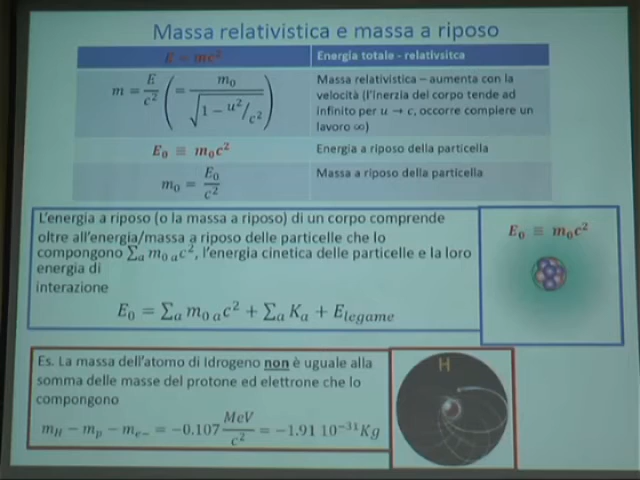 Massa relativistica e massa a riposo
E = mc²
Energia totale - relativsitca
m = E/c² ( = m₀/√(1 − u²/c²) )
Massa relativistica – aumenta con la
velocità (l'inerzia del corpo tende ad
infinito per u → c, occorre compiere un
lavoro ∞)
E₀ ≡ m₀c²
Energia a riposo della particella
m₀ = E₀/c²
Massa a riposo della particella
L'energia a riposo (o la massa a riposo) di un corpo comprende
oltre all'energia/massa a riposo delle particelle che lo
compongono ∑ₐ m₀ ₐc², l'energia cinetica delle particelle e la loro
energia di
interazione
E₀ = ∑ₐ m₀ ₐc² + ∑ₐ Kₐ + E_legame
E₀ ≡ m₀c²
Es. La massa dell'atomo di Idrogeno non è uguale alla
somma delle masse del protone ed elettrone che lo
compongono
m_H − m_p − m_e− = −0.107 MeV/c² = −1.91 10⁻³¹Kg
H